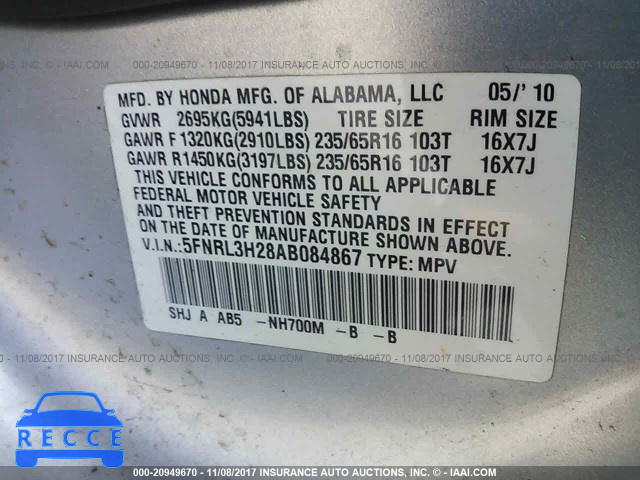 000-20949670 - 11/08/2017 INSURANCE AUTO AUCTIONS, INC. - © - IAAI.COM
MFD. BY HONDA MFG. OF ALABAMA, LLC 05/' 10
GVWR 2695KG(5941LBS) TIRE SIZE RIM SIZE
GAWR F 1320KG(2910LBS) 235/65R16 103T 16X7J
GAWR R1450KG(3197LBS) 235/65R16 103T 16X7J
THIS VEHICLE CONFORMS TO ALL APPLICABLE
FEDERAL MOTOR VEHICLE SAFETY
AND THEFT PREVENTION STANDARDS IN EFFECT
ON THE DATE OF MANUFACTURE SHOWN ABOVE.
V.I.N.:5FNRL3H28AB084867 TYPE: MPV
SHJ A AB5 -NH700M -B -B
000-20949670 - 11/08/2017 INSURANCE AUTO AUCTIONS, INC. - © - IAAI.COM
RECCE
000-20949670 - 11/08/2017 INSURANCE AUTO AUCTIONS, INC. - © - IAAI.COM